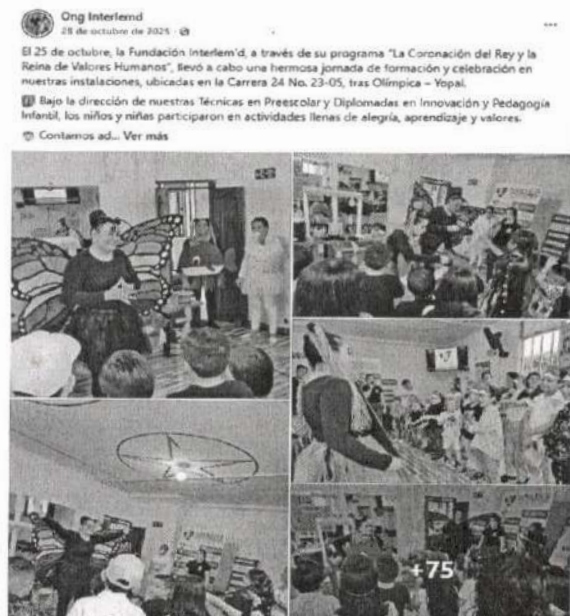 Ong Interlemd
28 de octubre de 2025
El 25 de octubre, la Fundación Interlem'd, a través de su programa "La Coronación del Rey y la
Reina de Valores Humanos", llevó a cabo una hermosa jornada de formación y celebración en
nuestras instalaciones, ubicadas en la Carrera 24 No. 23-05, tras Olímpica – Yopal.
Bajo la dirección de nuestras Técnicas en Preescolar y Diplomadas en Innovación y Pedagogía
Infantil, los niños y niñas participaron en actividades llenas de alegría, aprendizaje y valores.
Contamos ad... Ver más
+75